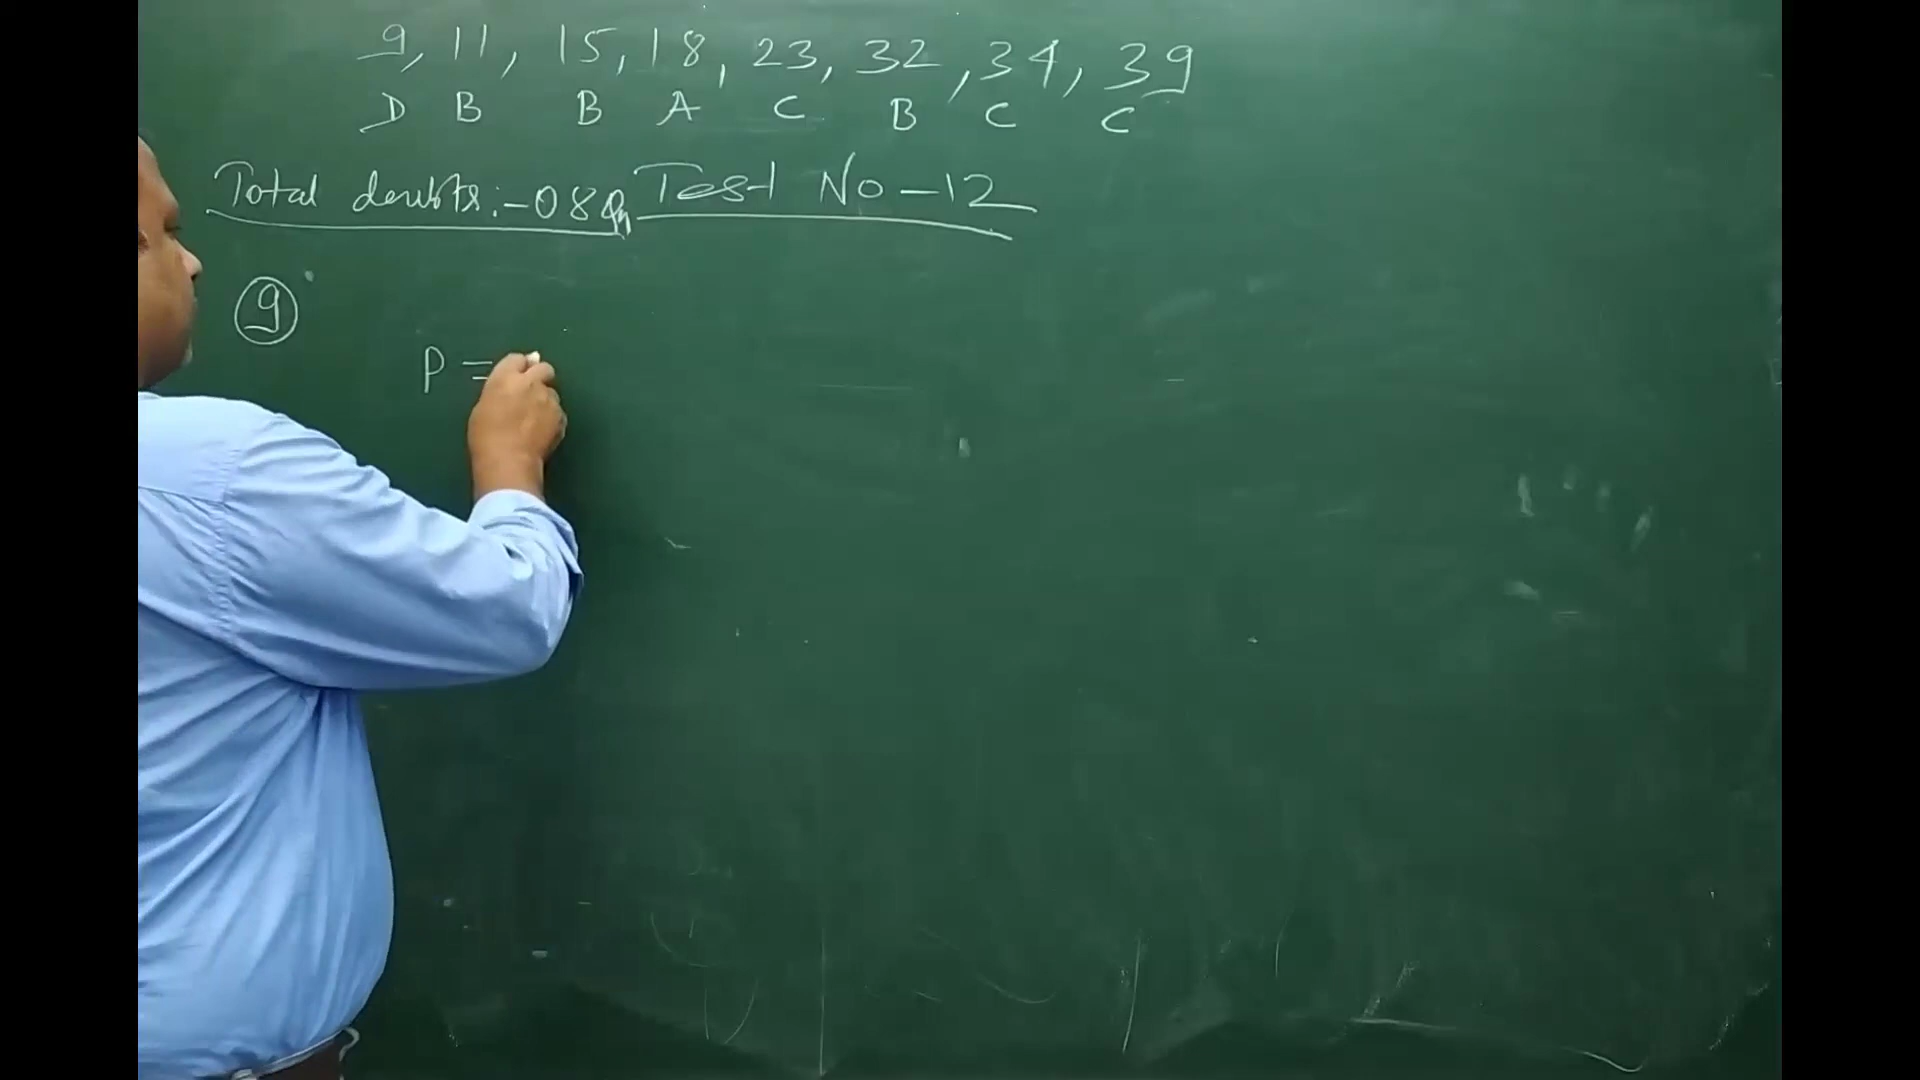 9, 11, 15, 18, 23, 32, 34, 39
D B B A C B C C
Total doubts:-08 Test No-12
9
P =